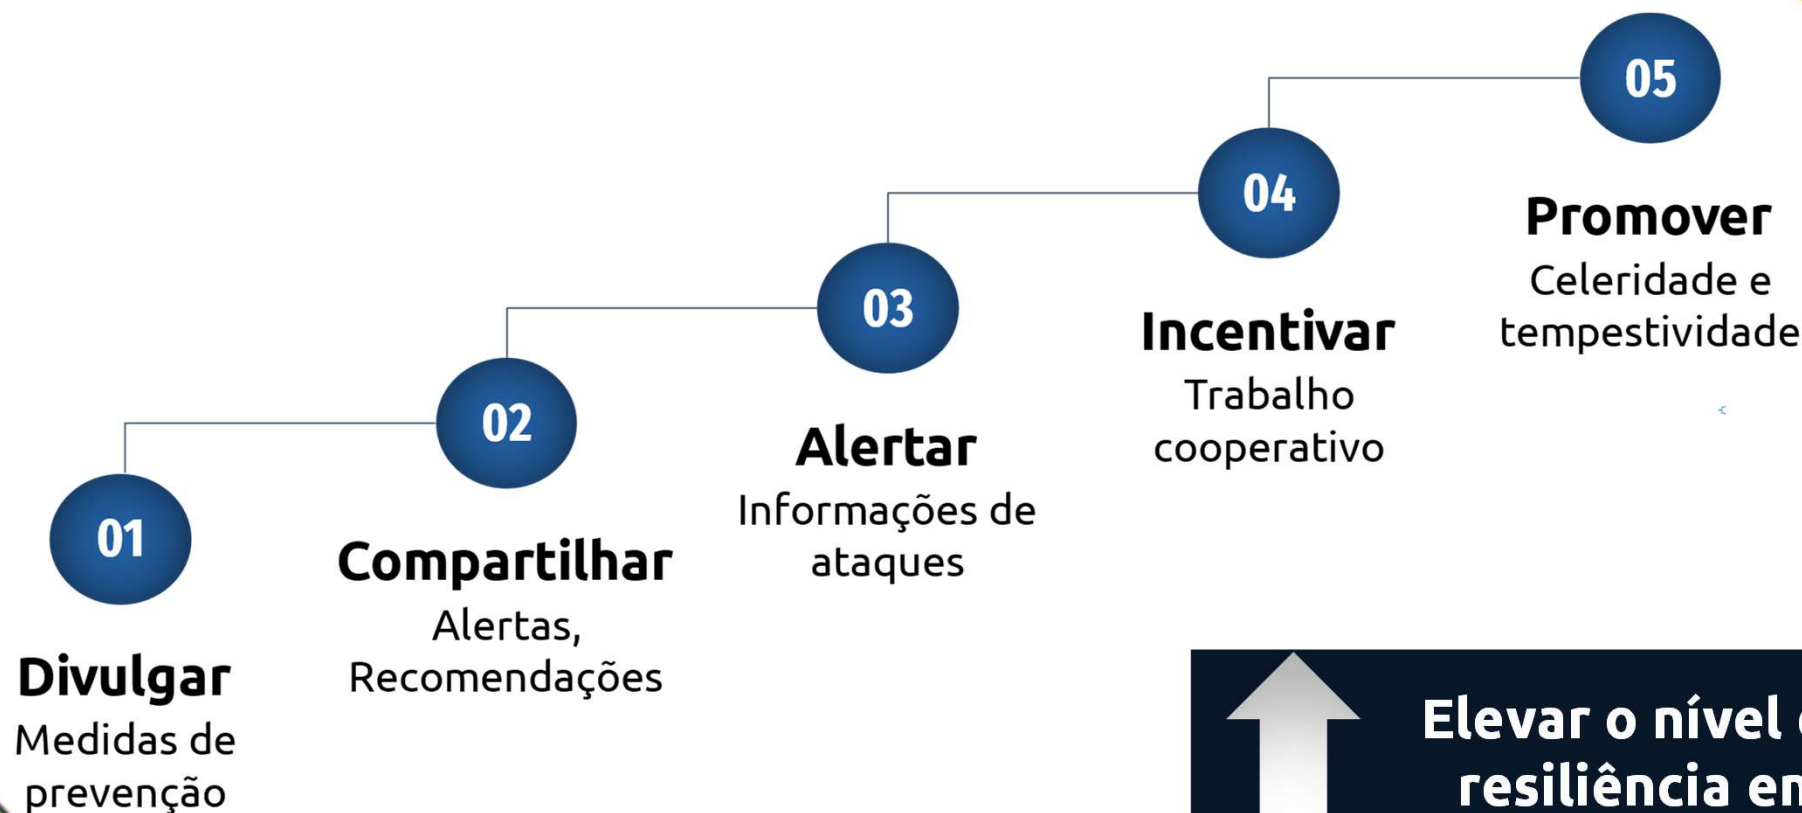 01
Divulgar
Medidas de
prevenção
02
Compartilhar
Alertas,
Recomendações
03
Alertar
Informações de
ataques
04
Incentivar
Trabalho
cooperativo
05
Promover
Celeridade e
tempestividade
Elevar o nível
resiliência